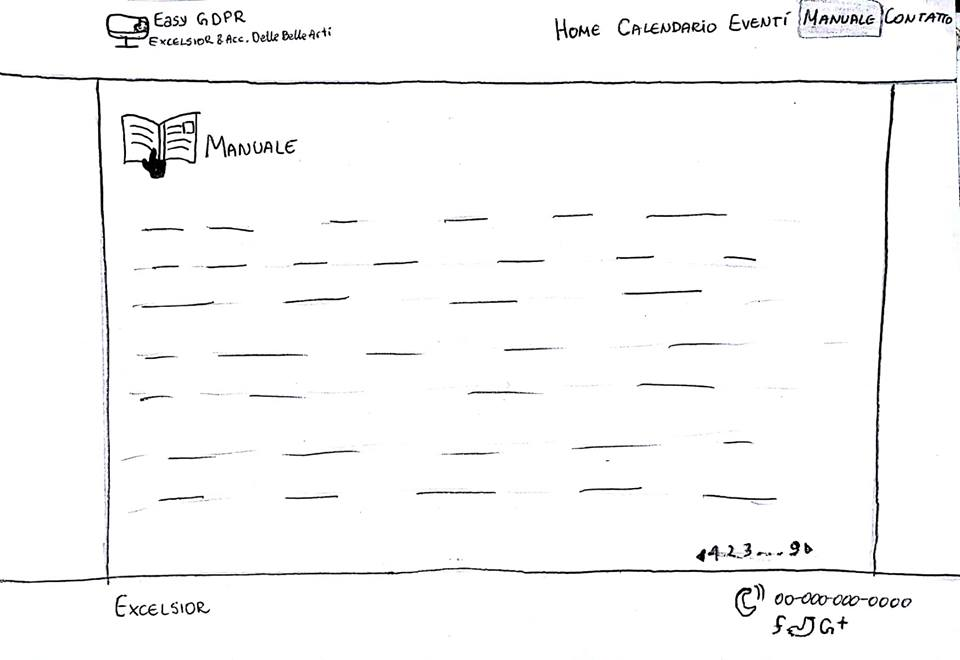 Easy GDPR
EXCELSIOR & Acc. Delle Belle Arti
HOME CALENDARIO EVENTI MANUALE CONTATTO
MANUALE
1 2 3 .... 9
EXCELSIOR
00-000-000-0000
f G+